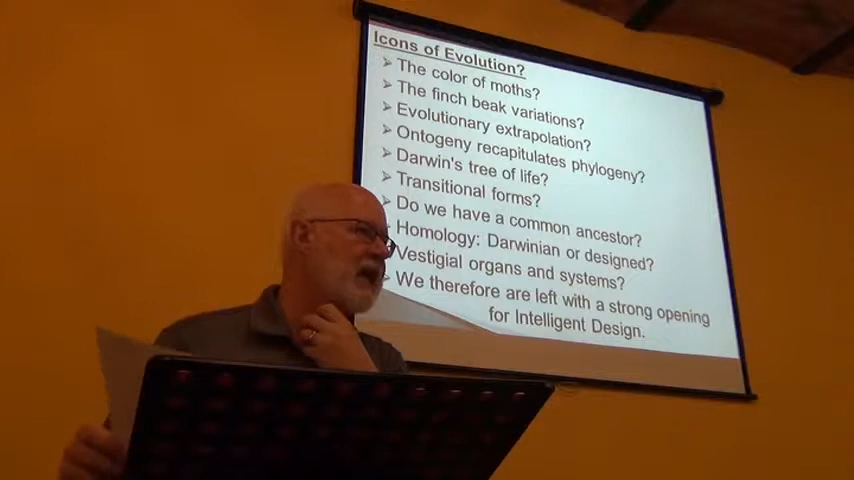 Icons of Evolution?
➢ The color of moths?
➢ The finch beak variations?
➢ Evolutionary extrapolation?
➢ Ontogeny recapitulates phylogeny?
➢ Darwin's tree of life?
➢ Transitional forms?
➢ Do we have a common ancestor?
➢ Homology: Darwinian or designed?
➢ Vestigial organs and systems?
➢ We therefore are left with a strong opening
for Intelligent Design.